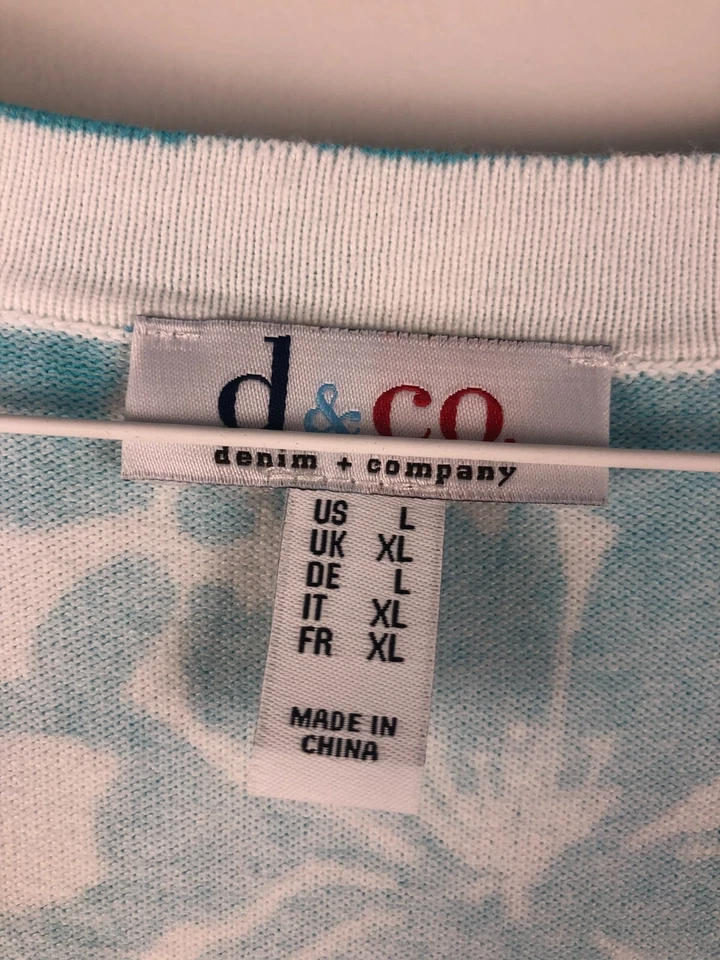 d&co.
denim + company
US L
UK XL
DE L
IT XL
FR XL
MADE IN
CHINA